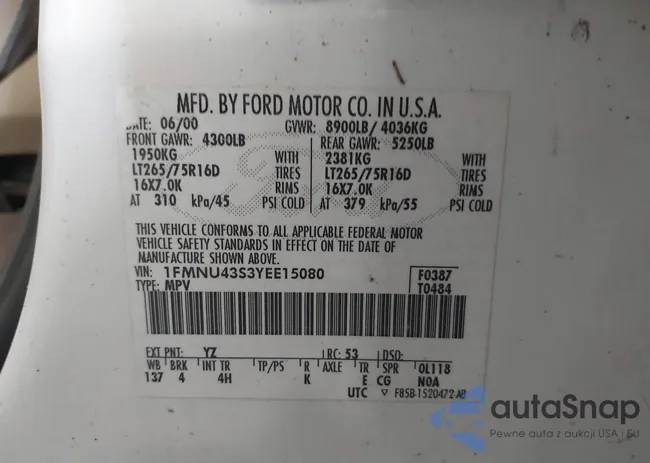 MFD. BY FORD MOTOR CO. IN U.S.A.
DATE: 06/00 GVWR: 8900LB/ 4036KG
FRONT GAWR: 4300LB REAR GAWR: 5250LB
1950KG WITH 2381KG WITH
LT265/75R16D TIRES LT265/75R16D TIRES
16X7.0K RIMS 16X7.0K RIMS
AT 310 kPa/45 PSI COLD AT 379 kPa/55 PSI COLD
THIS VEHICLE CONFORMS TO ALL APPLICABLE FEDERAL MOTOR
VEHICLE SAFETY STANDARDS IN EFFECT ON THE DATE OF
MANUFACTURE SHOWN ABOVE.
VIN: 1FMNU43S3YEE15080 F0387
TYPE: MPV T0484
EXT PNT: YZ RC: 53 DSO:
WB BRK INT TR TP/PS R AXLE TR SPR OL118
137 4 4H K E CG NOA
UTC F85B-1520472-AB
autaSnap
Pewne auta z aukcji USA i EU